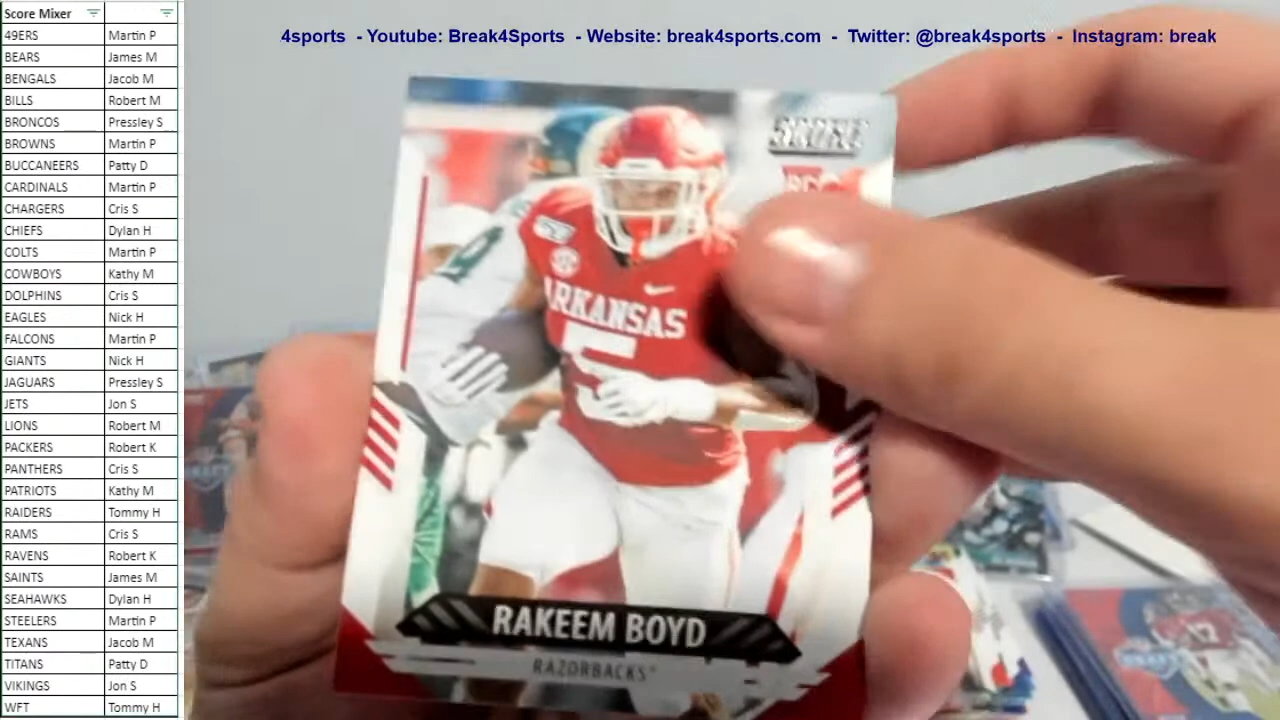 Score Mixer
49ERS Martin P
BEARS James M
BENGALS Jacob M
BILLS Robert M
BRONCOS Pressley S
BROWNS Martin P
BUCCANEERS Patty D
CARDINALS Martin P
CHARGERS Cris S
CHIEFS Dylan H
COLTS Martin P
COWBOYS Kathy M
DOLPHINS Cris S
EAGLES Nick H
FALCONS Martin P
GIANTS Nick H
JAGUARS Pressley S
JETS Jon S
LIONS Robert M
PACKERS Robert K
PANTHERS Cris S
PATRIOTS Kathy M
RAIDERS Tommy H
RAMS Cris S
RAVENS Robert K
SAINTS James M
SEAHAWKS Dylan H
STEELERS Martin P
TEXANS Jacob M
TITANS Patty D
VIKINGS Jon S
WFT Tommy H
4sports - Youtube: Break4Sports - Website: break4sports.com - Twitter: @break4sports - Instagram: break
SCORE
RC
ARKANSAS
5
RAKEEM BOYD
RAZORBACKS
DRAFT
17